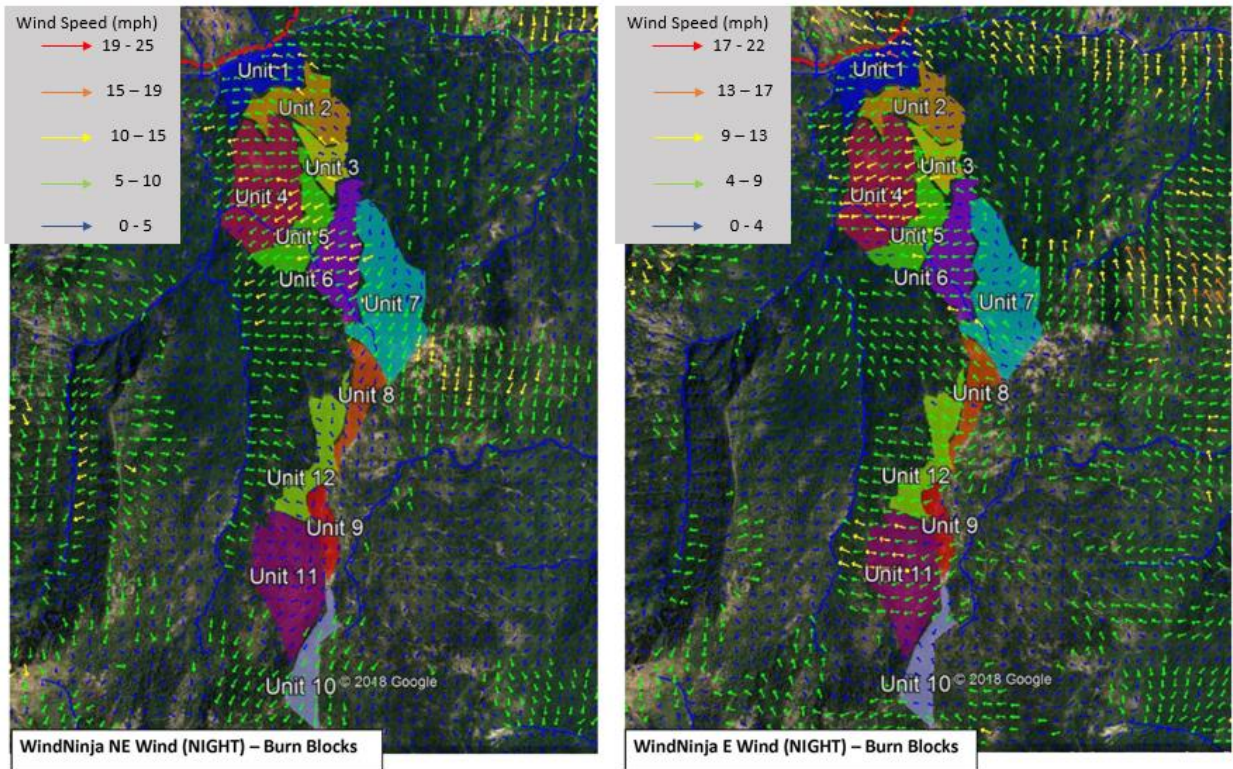 Wind Speed (mph)
19 - 25
15 – 19
10 – 15
5 – 10
0 - 5
Unit 1
Unit 2
Unit 3
Unit 4
Unit 5
Unit 6
Unit 7
Unit 8
Unit 12
Unit 9
Unit 11
Unit 10
© 2018 Google
WindNinja NE Wind (NIGHT) – Burn Blocks
Wind Speed (mph)
17 - 22
13 - 17
9 – 13
4 – 9
0 - 4
Unit 1
Unit 2
Unit 3
Unit 4
Unit 5
Unit 6
Unit 7
Unit 8
Unit 12
Unit 9
Unit 11
Unit 10
© 2018 Google
WindNinja E Wind (NIGHT) – Burn Blocks